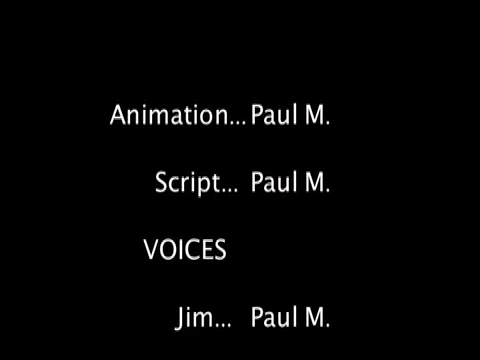 Animation... Paul M.
Script... Paul M.
VOICES
Jim... Paul M.